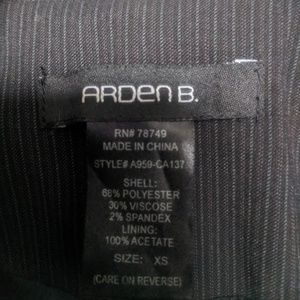 ARDEN B.
RN# 78749
MADE IN CHINA
STYLE# A959-CA137
SHELL:
68% POLYESTER
30% VISCOSE
2% SPANDEX
LINING:
100% ACETATE
SIZE: XS
(CARE ON REVERSE)